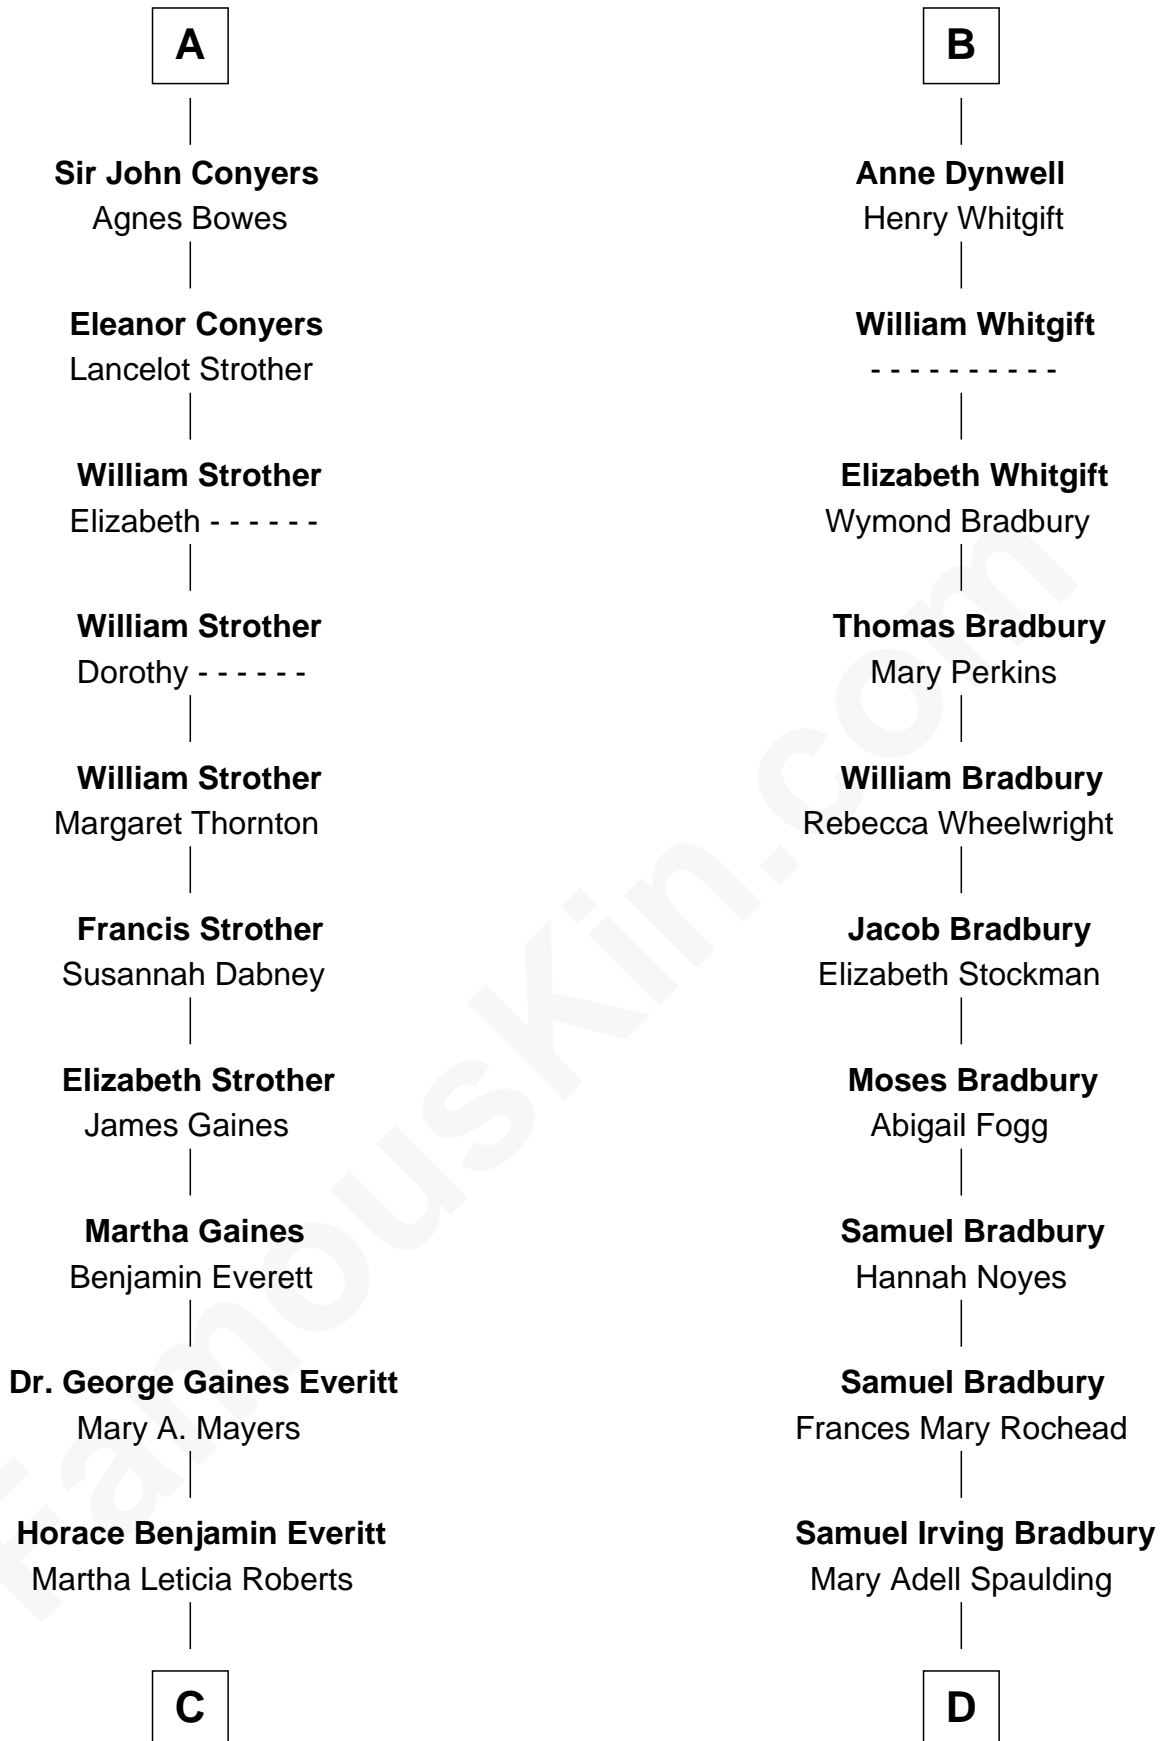 A
Sir John Conyers
Agnes Bowes
Eleanor Conyers
Lancelot Strother
William Strother
Elizabeth - - - - - -
William Strother
Dorothy - - - - - -
William Strother
Margaret Thornton
Francis Strother
Susannah Dabney
Elizabeth Strother
James Gaines
Martha Gaines
Benjamin Everett
Dr. George Gaines Everitt
Mary A. Mayers
Horace Benjamin Everitt
Martha Leticia Roberts
C
B
Anne Dynwell
Henry Whitgift
William Whitgift
- - - - - - - - - -
Elizabeth Whitgift
Wymond Bradbury
Thomas Bradbury
Mary Perkins
William Bradbury
Rebecca Wheelwright
Jacob Bradbury
Elizabeth Stockman
Moses Bradbury
Abigail Fogg
Samuel Bradbury
Hannah Noyes
Samuel Bradbury
Frances Mary Rochead
Samuel Irving Bradbury
Mary Adell Spaulding
D
FamousKin.com